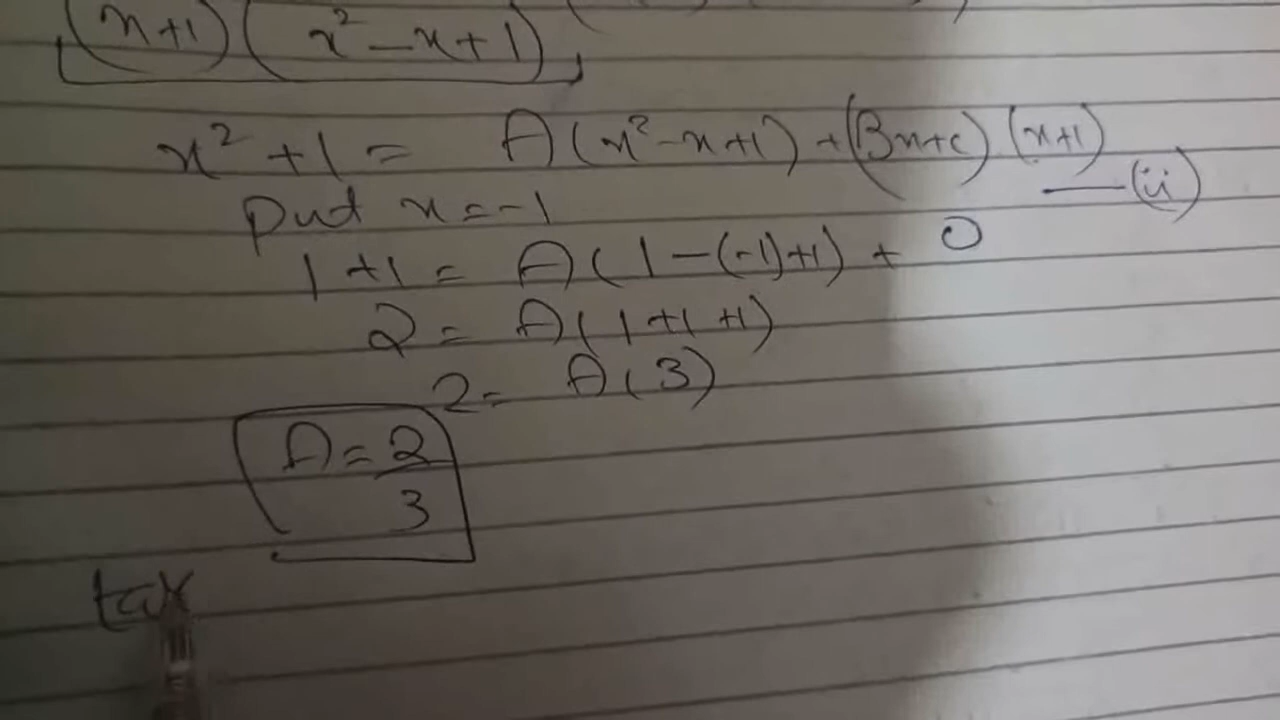 (x+1) (x² - x + 1)
x² + 1 = A(x² - x + 1) + (Bx + c) (x+1)
—(ii)
put x = -1
1 + 1 = A(1 - (-1) + 1) + 0
2 = A(1 + 1 + 1)
2 = A(3)
A = 2/3
tak